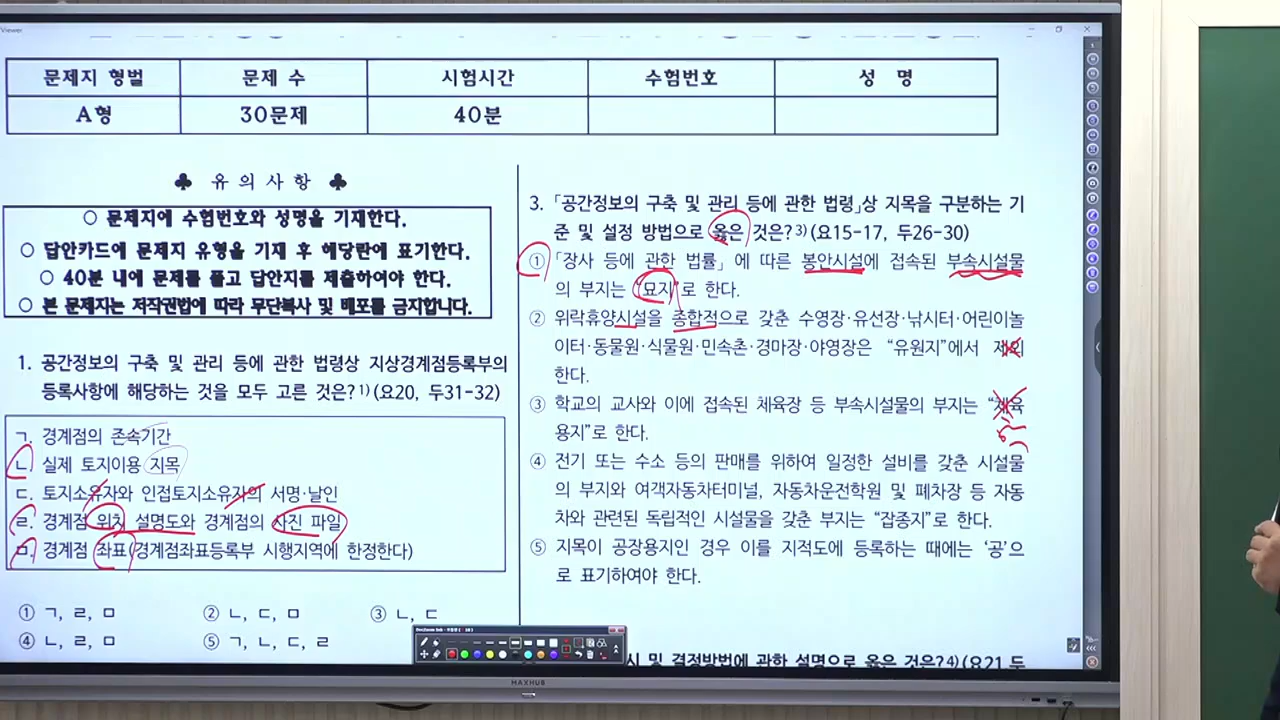 Viewer
문제지 형벌 문제 수 시험시간 수험번호 성 명
A형 30문제 40분
♣ 유의사항 ♣
○ 문제지에 수험번호와 성명을 기재한다.
○ 답안카드에 문제지 유형을 기재 후 해당란에 표기한다.
○ 40분 내에 문제를 풀고 답안지를 제출하여야 한다.
○ 본 문제지는 저작권법에 따라 무단복사 및 배포를 금지합니다.
1. 공간정보의 구축 및 관리 등에 관한 법령상 지상경계점등록부의
등록사항에 해당하는 것을 모두 고른 것은?1) (요20, 두31-32)
ㄱ. 경계점의 존속기간
ㄴ. 실제 토지이용 지목
ㄷ. 토지소유자와 인접토지소유자의 서명·날인
ㄹ. 경계점 위치 설명도와 경계점의 사진 파일
ㅁ. 경계점 좌표(경계점좌표등록부 시행지역에 한정한다)
① ㄱ, ㄹ, ㅁ ② ㄴ, ㄷ, ㅁ ③ ㄴ, ㄷ
④ ㄴ, ㄹ, ㅁ ⑤ ㄱ, ㄴ, ㄷ, ㄹ
3. 「공간정보의 구축 및 관리 등에 관한 법령」상 지목을 구분하는 기
준 및 설정 방법으로 옳은 것은?3) (요15-17, 두26-30)
① 「장사 등에 관한 법률」에 따른 봉안시설에 접속된 부속시설물
의 부지는 “묘지”로 한다.
② 위락휴양시설을 종합적으로 갖춘 수영장·유선장·낚시터·어린이놀
이터·동물원·식물원·민속촌·경마장·야영장은 “유원지”에서 제외
한다.
③ 학교의 교사와 이에 접속된 체육장 등 부속시설물의 부지는 “체육
용지”로 한다.
④ 전기 또는 수소 등의 판매를 위하여 일정한 설비를 갖춘 시설물
의 부지와 여객자동차터미널, 자동차운전학원 및 폐차장 등 자동
차와 관련된 독립적인 시설물을 갖춘 부지는 “잡종지”로 한다.
⑤ 지목이 공장용지인 경우 이를 지적도에 등록하는 때에는 ‘공’으
로 표기하여야 한다.
시 및 결정방법에 관한 설명으로 옳은 것은?4) (요21, 두
MAXHUB